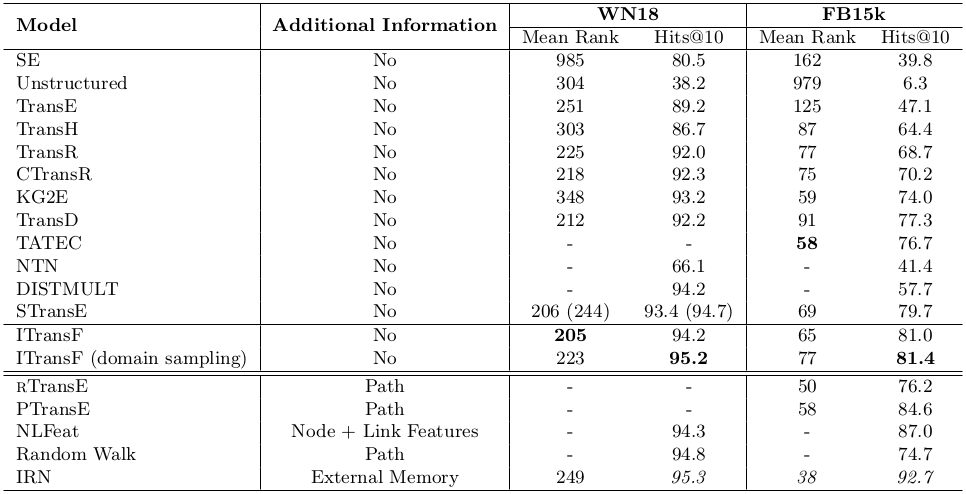 Model Additional Information WN18 FB15k
Mean Rank Hits@10 Mean Rank Hits@10
SE No 985 80.5 162 39.8
Unstructured No 304 38.2 979 6.3
TransE No 251 89.2 125 47.1
TransH No 303 86.7 87 64.4
TransR No 225 92.0 77 68.7
CTransR No 218 92.3 75 70.2
KG2E No 348 93.2 59 74.0
TransD No 212 92.2 91 77.3
TATEC No - - 58 76.7
NTN No - 66.1 - 41.4
DISTMULT No - 94.2 - 57.7
STransE No 206 (244) 93.4 (94.7) 69 79.7
ITransF No 205 94.2 65 81.0
ITransF (domain sampling) No 223 95.2 77 81.4
RTransE Path - - 50 76.2
PTransE Path - - 58 84.6
NLFeat Node + Link Features - 94.3 - 87.0
Random Walk Path - 94.8 - 74.7
IRN External Memory 249 95.3 38 92.7